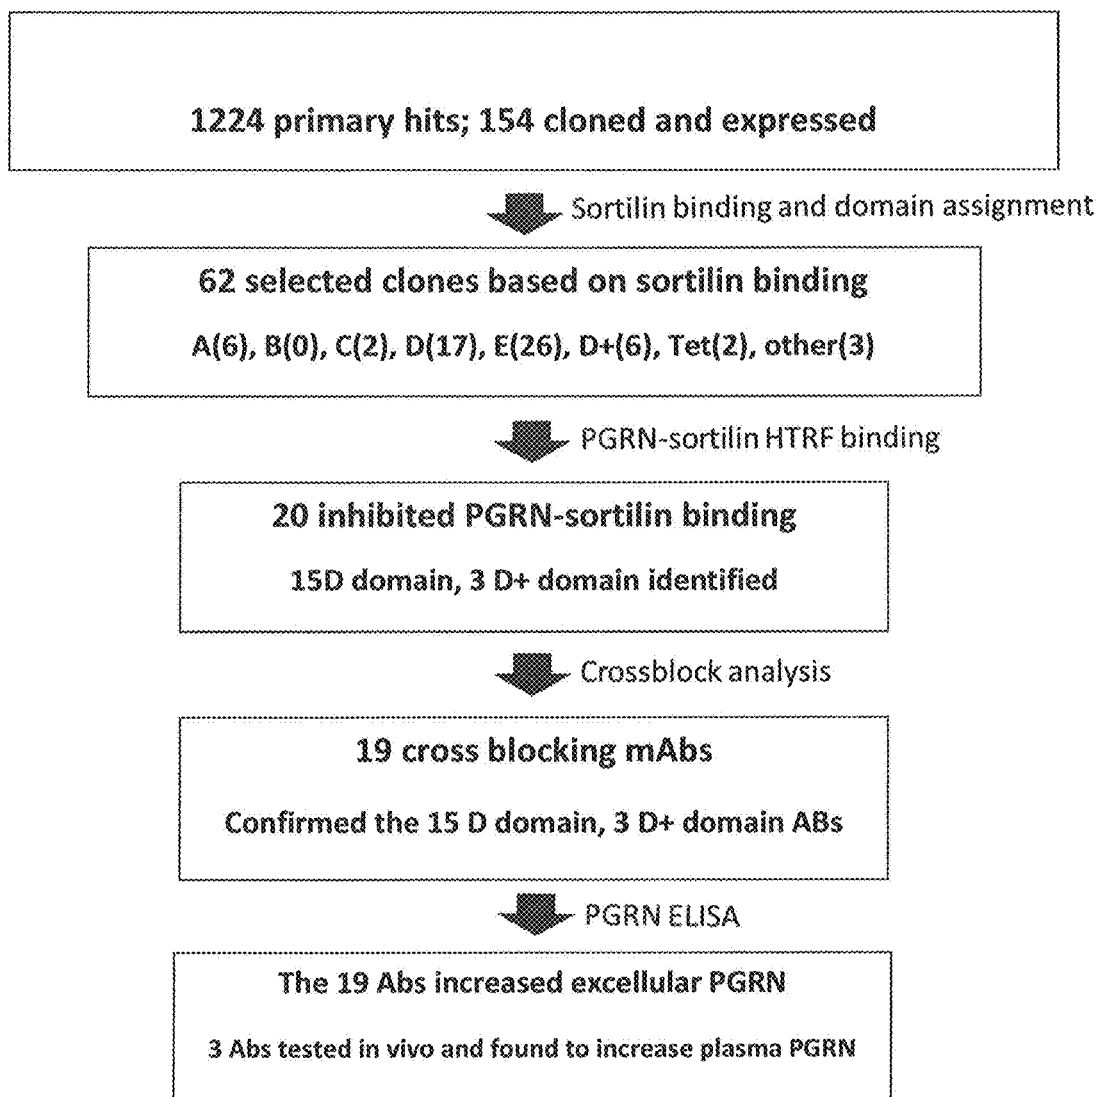 1224 primary hits; 154 cloned and expressed
Sortilin binding and domain assignment
62 selected clones based on sortilin binding
A(6), B(0), C(2), D(17), E(26), D+(6), Tet(2), other(3)
PGRN-sortilin HTRF binding
20 inhibited PGRN-sortilin binding
15D domain, 3 D+ domain identified
Crossblock analysis
19 cross blocking mAbs
Confirmed the 15 D domain, 3 D+ domain ABs
PGRN ELISA
The 19 Abs increased excellular PGRN
3 Abs tested in vivo and found to increase plasma PGRN